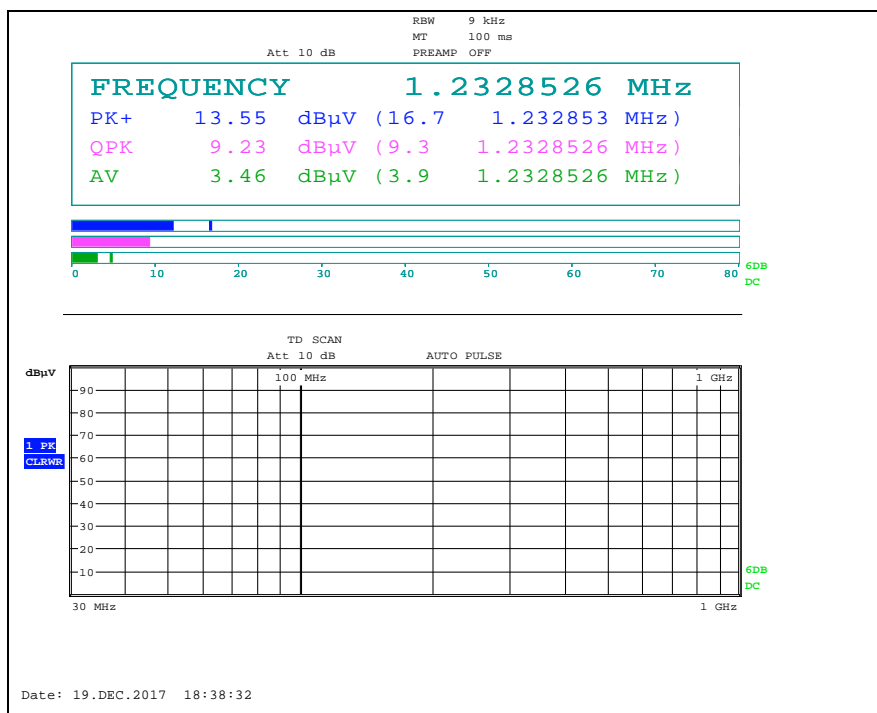 RBW 9 kHz
MT 100 ms
Att 10 dB PREAMP OFF
FREQUENCY 1.2328526 MHz
PK+ 13.55 dBµV (16.7 1.232853 MHz)
QPK 9.23 dBµV (9.3 1.2328526 MHz)
AV 3.46 dBµV (3.9 1.2328526 MHz)
0 10 20 30 40 50 60 70 80
6DB
DC
TD SCAN
Att 10 dB AUTO PULSE
dBµV
100 MHz 1 GHz
90
80
70
1 PK
60
CLRWR
50
40
30
20
10
6DB
DC
30 MHz 1 GHz
Date: 19.DEC.2017 18:38:32